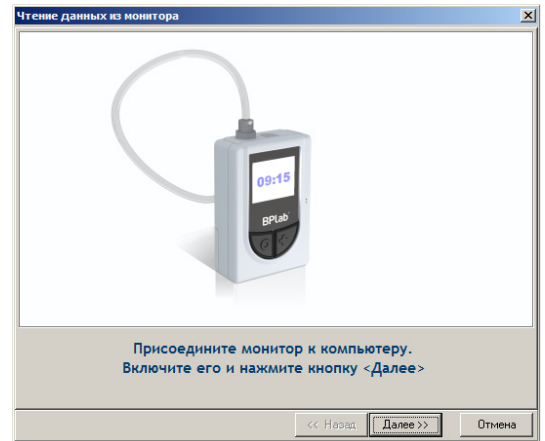 Чтение данных из монитора
09:15
BPLab
Присоедините монитор к компьютеру.
Включите его и нажмите кнопку <Далее>
<< Назад
Далее >>
Отмена